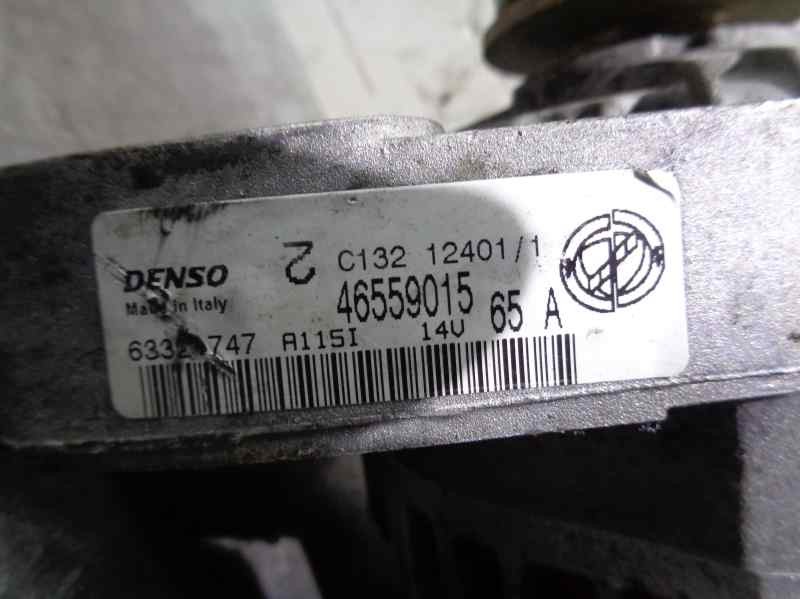 DENSO
Made in Italy
2
C132 12401/1
46559015
65 A
A115I 14V